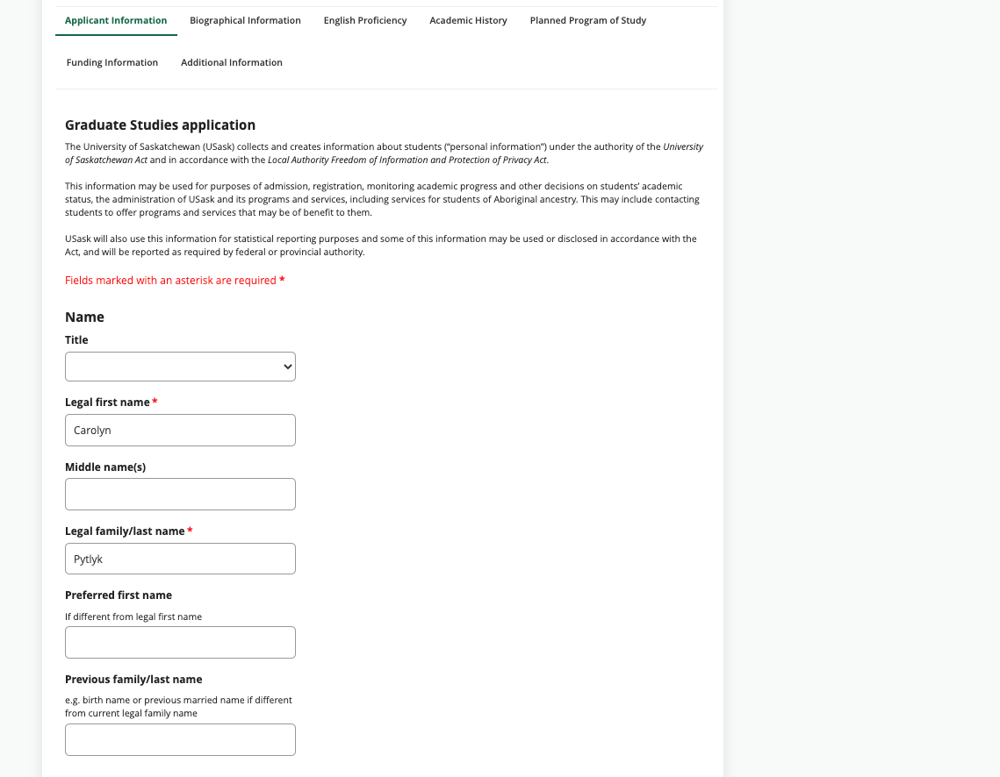 Applicant Information Biographical Information English Proficiency Academic History Planned Program of Study
Funding Information Additional Information
Graduate Studies application
The University of Saskatchewan (USask) collects and creates information about students (“personal information”) under the authority of the University
of Saskatchewan Act and in accordance with the Local Authority Freedom of Information and Protection of Privacy Act.
This information may be used for purposes of admission, registration, monitoring academic progress and other decisions on students’ academic
status, the administration of USask and its programs and services, including services for students of Aboriginal ancestry. This may include contacting
students to offer programs and services that may be of benefit to them.
USask will also use this information for statistical reporting purposes and some of this information may be used or disclosed in accordance with the
Act, and will be reported as required by federal or provincial authority.
Fields marked with an asterisk are required *
Name
Title
Legal first name *
Carolyn
Middle name(s)
Legal family/last name *
Pytlyk
Preferred first name
If different from legal first name
Previous family/last name
e.g. birth name or previous married name if different
from current legal family name